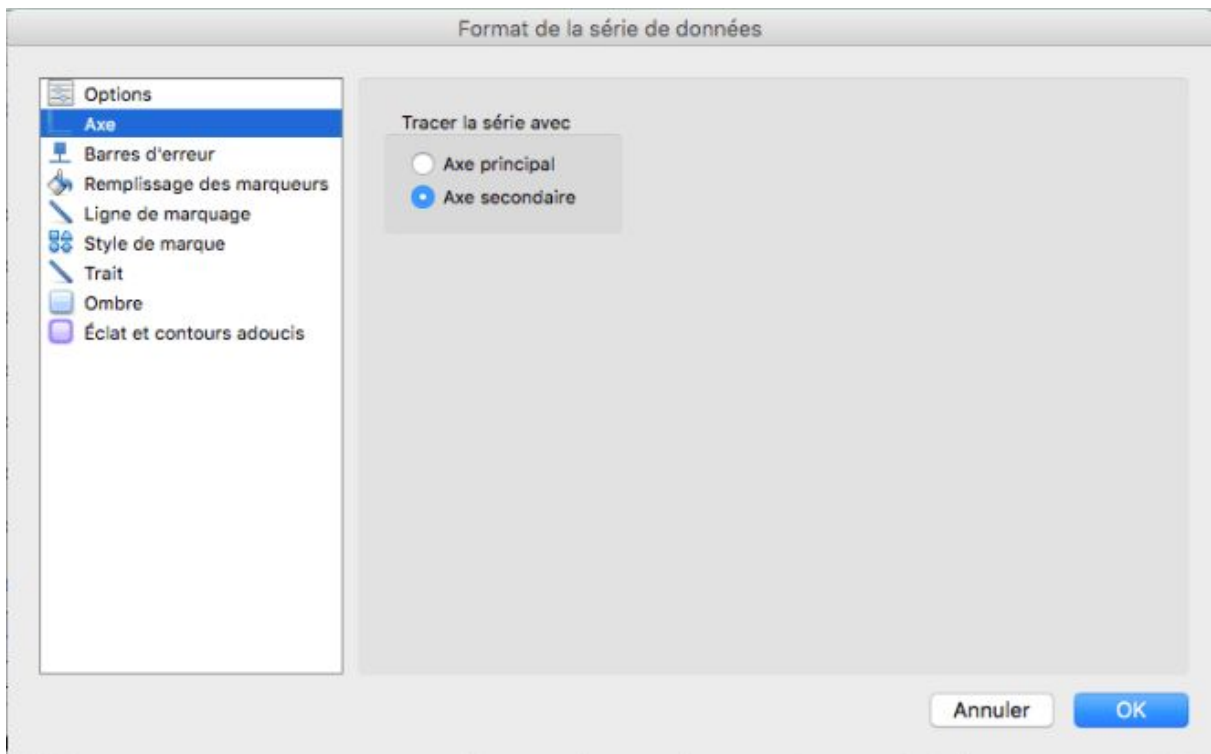 Format de la série de données
Options
Axe
Barres d'erreur
Remplissage des marqueurs
Ligne de marquage
Style de marque
Trait
Ombre
Éclat et contours adoucis
Tracer la série avec
Axe principal
Axe secondaire
Annuler
OK